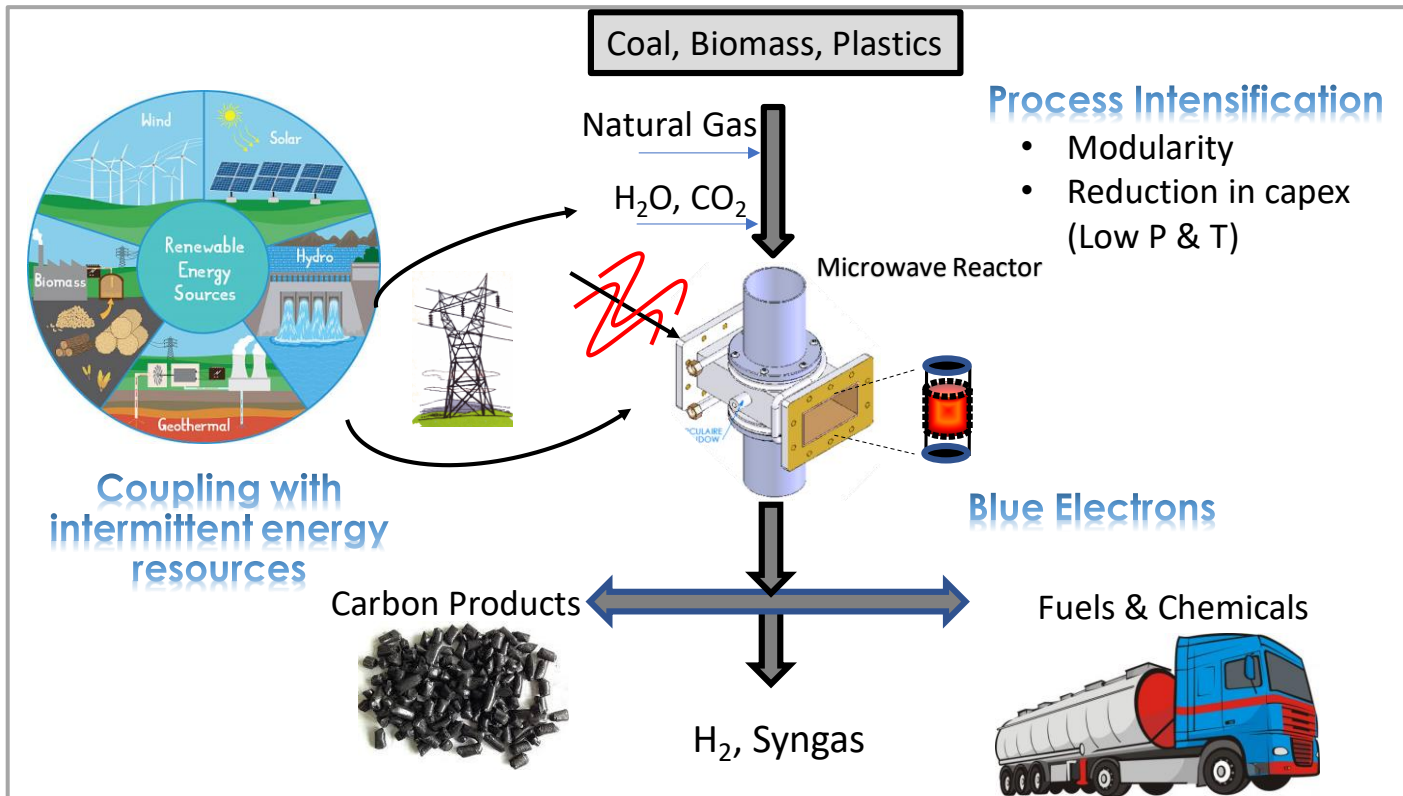 Coal, Biomass, Plastics
Natural Gas
H₂O, CO₂
Process Intensification
• Modularity
• Reduction in capex
(Low P & T)
Wind
Solar
Renewable
Energy
Sources
Hydro
Biomass
Geothermal
Microwave Reactor
Coupling with
intermittent energy
resources
Blue Electrons
Carbon Products
Fuels & Chemicals
H₂, Syngas